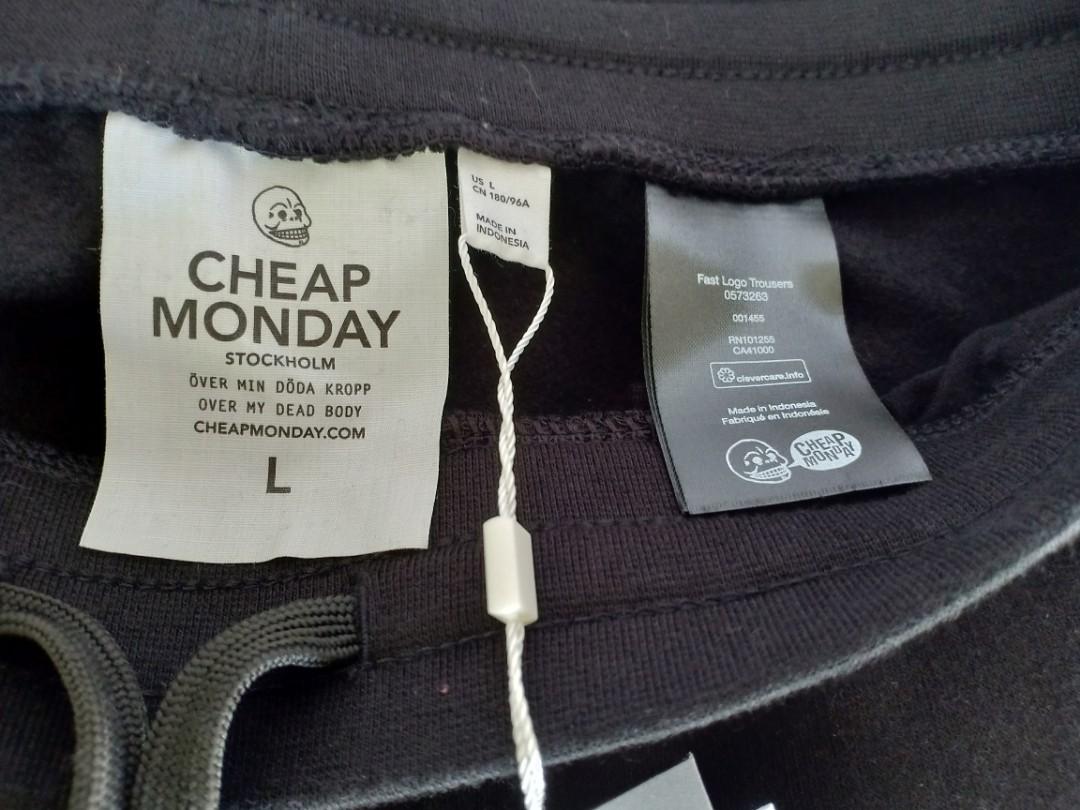 CHEAP
MONDAY
STOCKHOLM
ÖVER MIN DÖDA KROPP
OVER MY DEAD BODY
CHEAPMONDAY.COM
L
US L
CN 180/96A
MADE IN
INDONESIA
Fast Logo Trousers
0573263
001455
RN101255
CA41000
clevercare.info
Made in Indonesia
Fabriqué en Indonésie
CHEAP
MONDAY